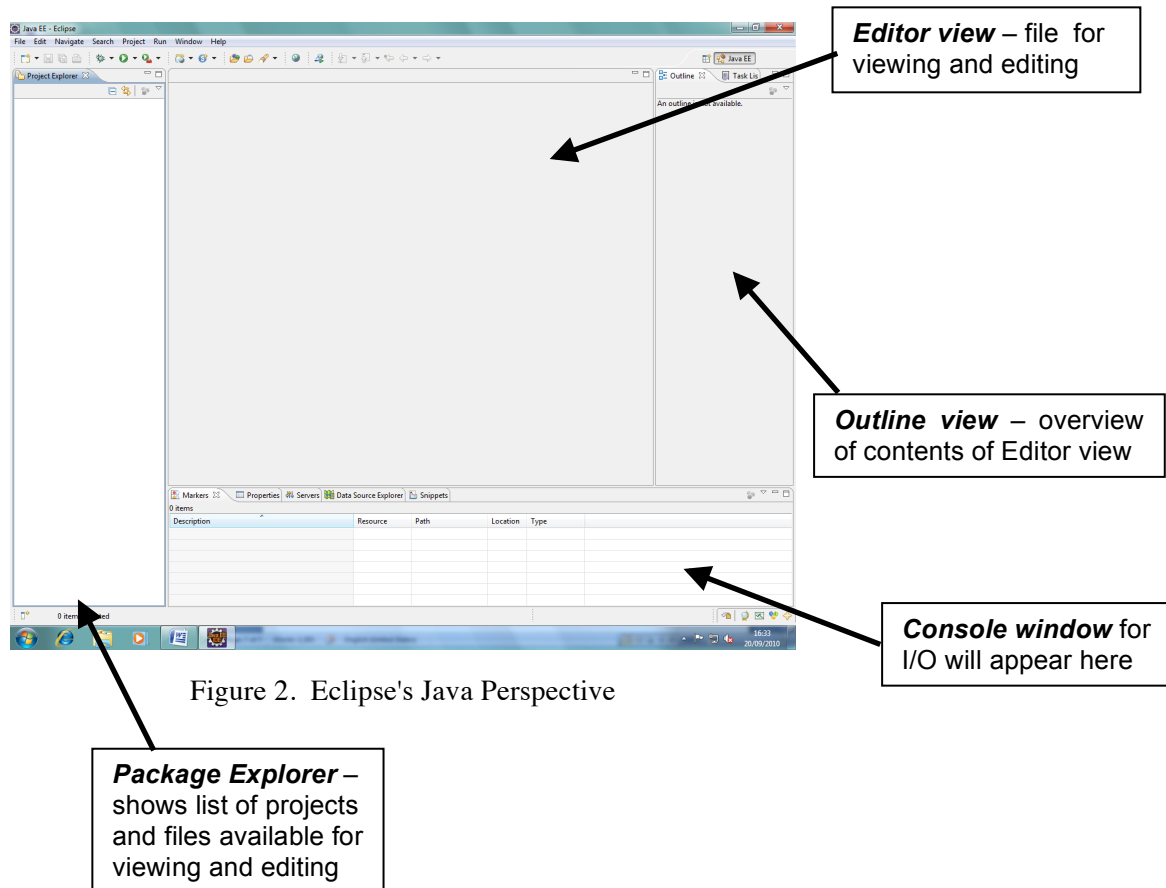 Java EE - Eclipse
File Edit Navigate Search Project Run Window Help
Java EE
Project Explorer
Outline
Task Lis
An outline is not available.
Editor view – file for
viewing and editing
Outline view – overview
of contents of Editor view
Markers
Properties
Servers
Data Source Explorer
Snippets
0 items
Description
Resource
Path
Location
Type
16:33
20/09/2010
Console window for
I/O will appear here
Figure 2. Eclipse's Java Perspective
Package Explorer –
shows list of projects
and files available for
viewing and editing